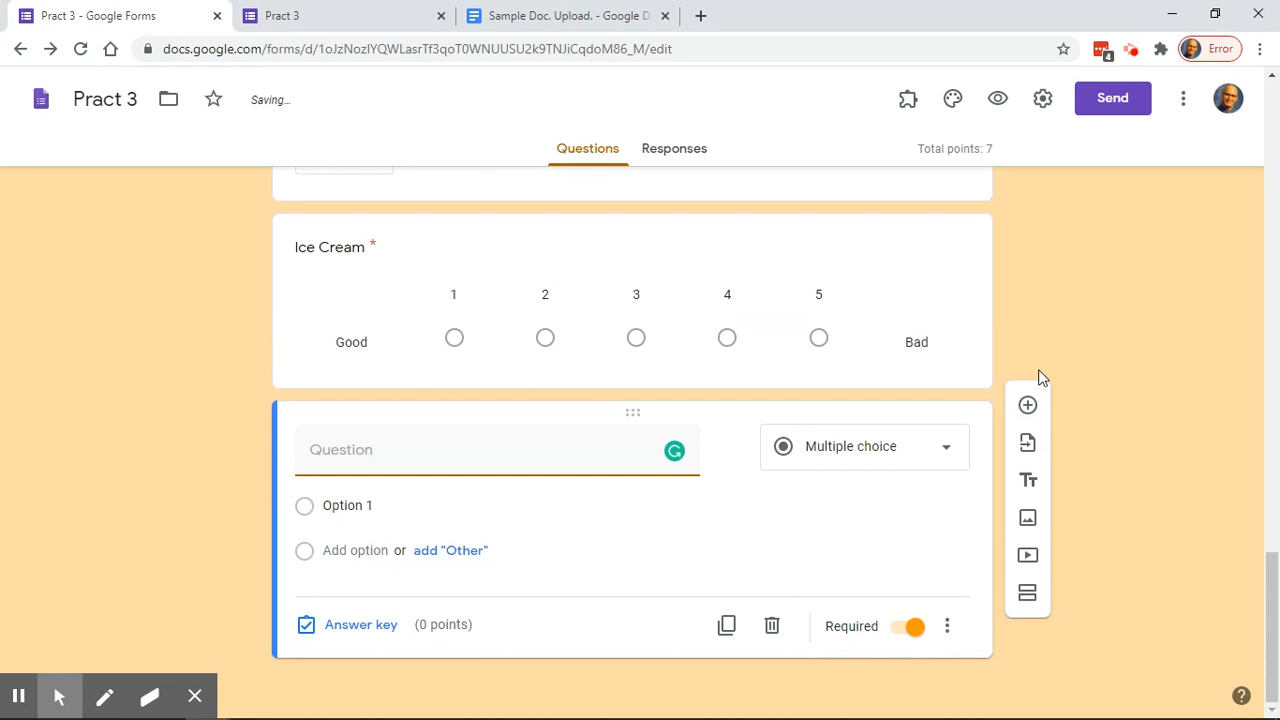 Pract 3 - Google Forms
Pract 3
Sample Doc. Upload. - Google D
docs.google.com/forms/d/1oJzNozIYQWLasrTf3qoT0WNUUSU2k9TNJiCqdoM86_M/edit
4
Error
Pract 3
Saving...
Send
Questions
Responses
Total points: 7
Ice Cream *
1 2 3 4 5
Good
Bad
Question
Multiple choice
Option 1
Add option or add "Other"
Answer key (0 points)
Required